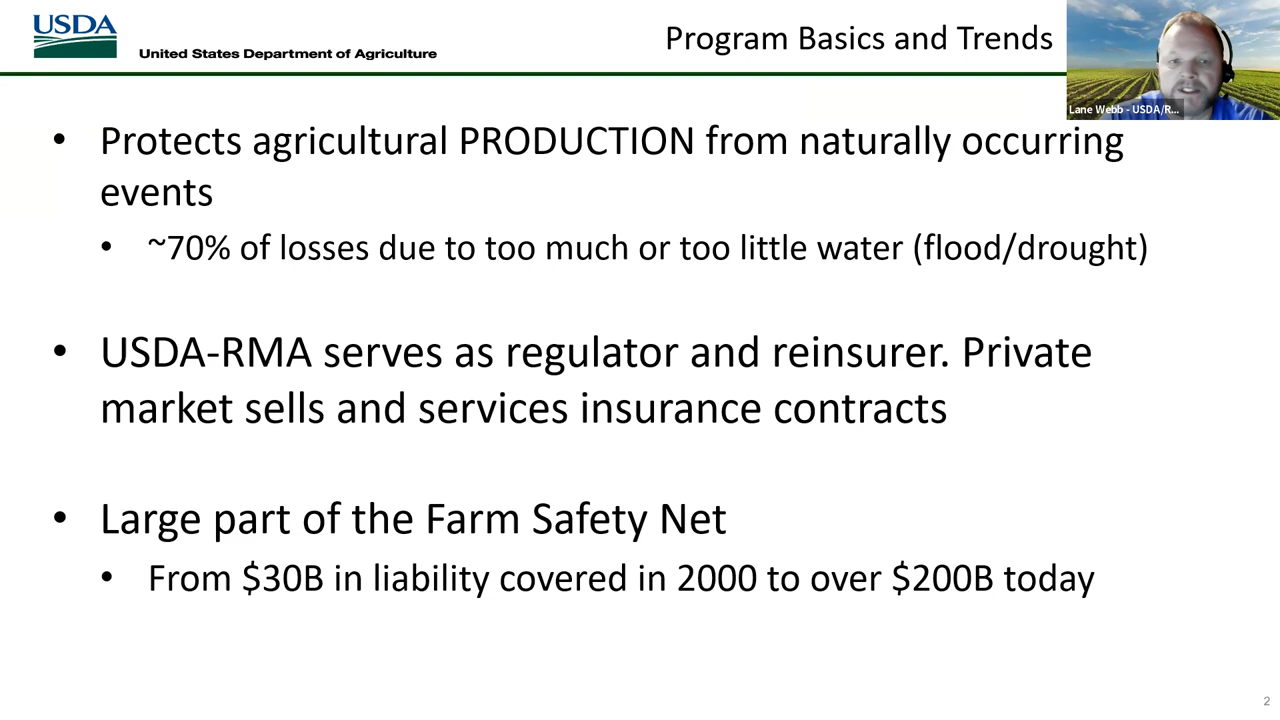 USDA
United States Department of Agriculture
Program Basics and Trends
Lane Webb - USDA/R...
• Protects agricultural PRODUCTION from naturally occurring
events
• ~70% of losses due to too much or too little water (flood/drought)
• USDA-RMA serves as regulator and reinsurer. Private
market sells and services insurance contracts
• Large part of the Farm Safety Net
• From $30B in liability covered in 2000 to over $200B today
2